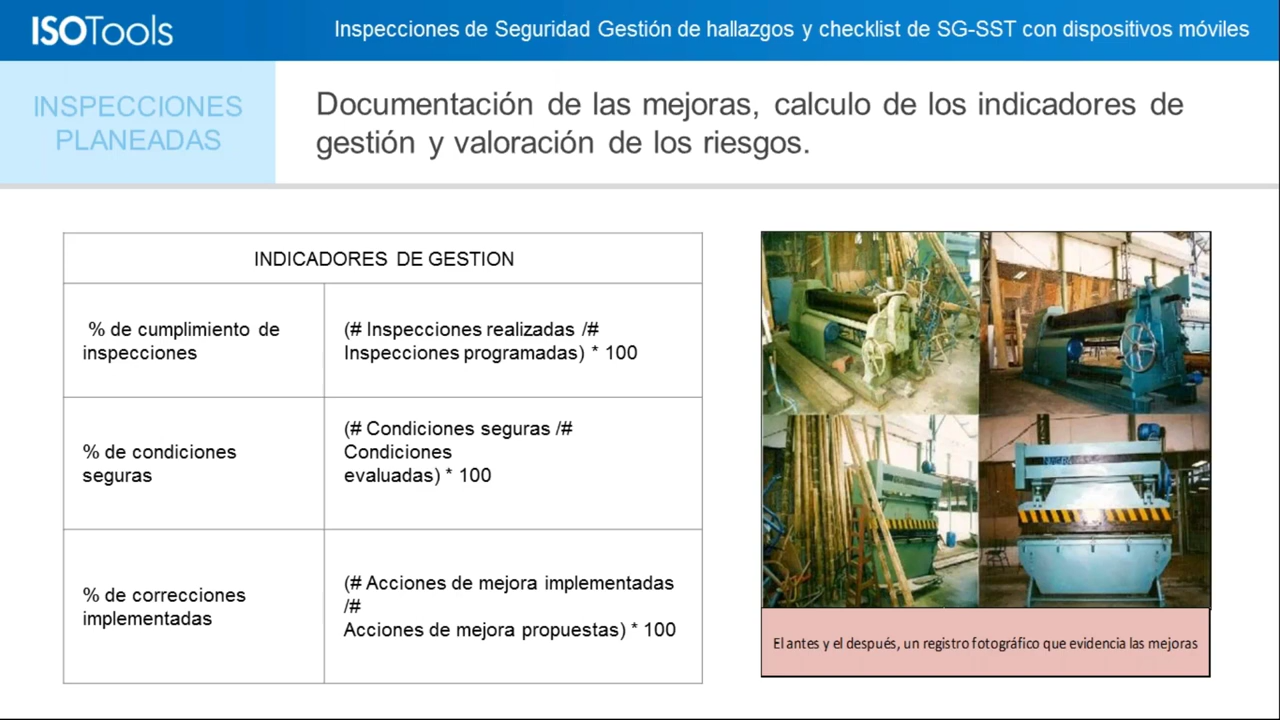 ISOTools
Inspecciones de Seguridad Gestión de hallazgos y checklist de SG-SST con dispositivos móviles
INSPECCIONES
PLANEADAS
Documentación de las mejoras, calculo de los indicadores de
gestión y valoración de los riesgos.
INDICADORES DE GESTION
% de cumplimiento de
inspecciones
(# Inspecciones realizadas /#
Inspecciones programadas) * 100
% de condiciones
seguras
(# Condiciones seguras /#
Condiciones
evaluadas) * 100
% de correcciones
implementadas
(# Acciones de mejora implementadas
/#
Acciones de mejora propuestas) * 100
El antes y el después, un registro fotográfico que evidencia las mejoras